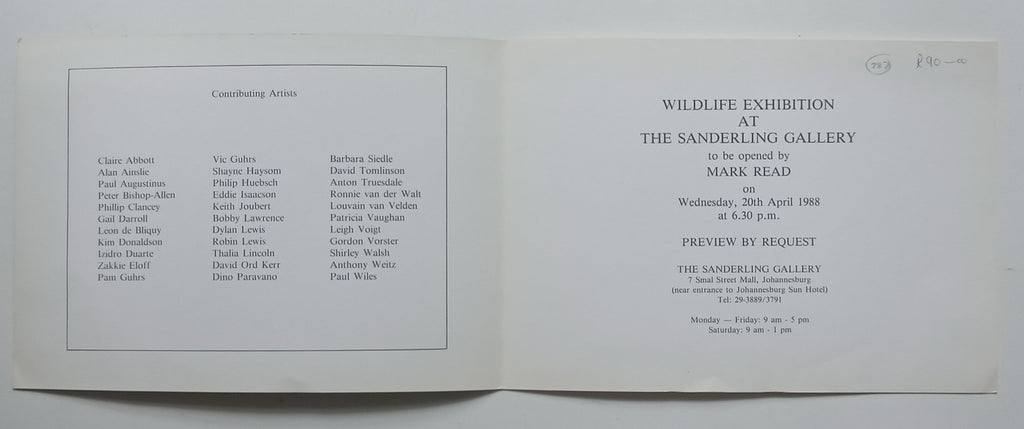 Contributing Artists
Claire Abbott
Alan Ainslie
Paul Augustinus
Peter Bishop-Allen
Phillip Clancey
Gail Darroll
Leon de Bliquy
Kim Donaldson
Izidro Duarte
Zakkie Eloff
Pam Guhrs
Vic Guhrs
Shayne Haysom
Philip Huebsch
Eddie Isaacson
Keith Joubert
Bobby Lawrence
Dylan Lewis
Robin Lewis
Thalia Lincoln
David Ord Kerr
Dino Paravano
Barbara Siedle
David Tomlinson
Anton Truesdale
Ronnie van der Walt
Louvain van Velden
Patricia Vaughan
Leigh Voigt
Gordon Vorster
Shirley Walsh
Anthony Weitz
Paul Wiles
R90—00
WILDLIFE EXHIBITION
AT
THE SANDERLING GALLERY
to be opened by
MARK READ
on
Wednesday, 20th April 1988
at 6.30 p.m.
PREVIEW BY REQUEST
THE SANDERLING GALLERY
7 Smal Street Mall, Johannesburg
(near entrance to Johannesburg Sun Hotel)
Tel: 29-3889/3791
Monday — Friday: 9 am - 5 pm
Saturday: 9 am - 1 pm